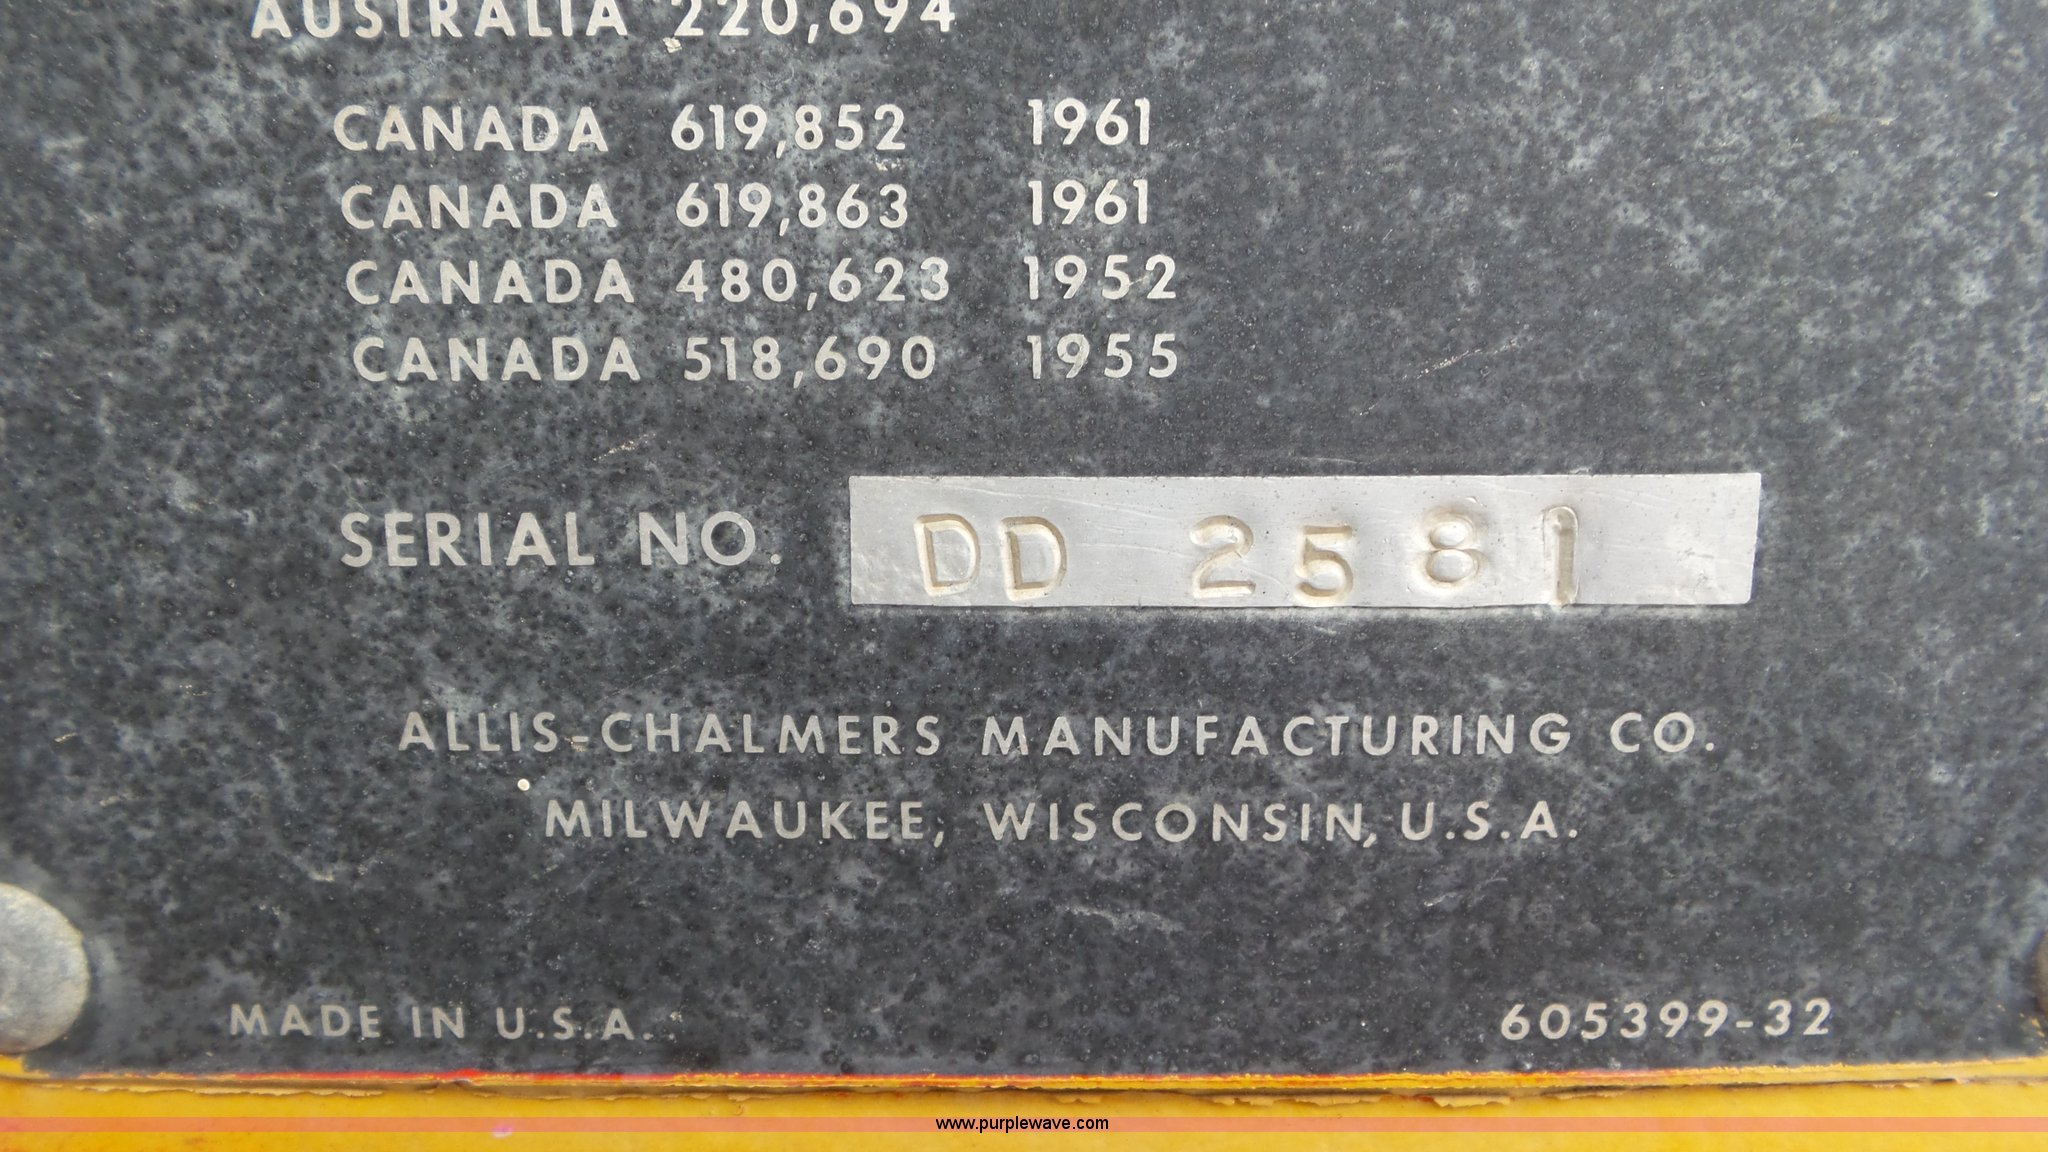 AUSTRALIA 220,694
CANADA 619,852 1961
CANADA 619,863 1961
CANADA 480,623 1952
CANADA 518,690 1955
SERIAL NO. DD 2581
ALLIS-CHALMERS MANUFACTURING CO.
MILWAUKEE, WISCONSIN, U.S.A.
MADE IN U.S.A. 605399-32
www.purplewave.com